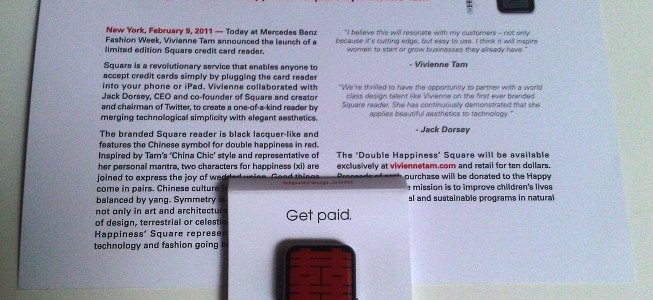 New York, February 9, 2011 — Today at Mercedes Benz
Fashion Week, Vivienne Tam announced the launch of a
limited edition Square credit card reader.
Square is a revolutionary service that enables anyone to
accept credit cards simply by plugging the card reader
into your phone or iPad. Vivienne collaborated with
Jack Dorsey, CEO and co-founder of Square and creator
and chairman of Twitter, to create a one-of-a-kind reader by
merging technological simplicity with elegant aesthetics.
The branded Square reader is black lacquer-like and
features the Chinese symbol for double happiness in red.
Inspired by Tam's 'China Chic' style and representative of
her personal mantra, two characters for happiness (xi) are
joined to express the joy of wedded union. Good things
come in pairs. Chinese culture
balanced by yang. Symmetry is
not only in art and architecture
of design, terrestrial or celestial
Happiness' Square represen
technology and fashion going h
"I believe this will resonate with my customers – not only
because it's cutting edge, but easy to use. I think it will inspire
women to start or grow businesses they already have."
- Vivienne Tam
"We're thrilled to have the opportunity to partner with a world
class design talent like Vivienne on the first ever branded
Square reader. She has continuously demonstrated that she
applies beautiful aesthetics to technology."
- Jack Dorsey
The 'Double Happiness' Square will be available
exclusively at viviennetam.com and retail for ten dollars.
Proceeds of each purchase will be donated to the Happy
e mission is to improve children's lives
al and sustainable programs in natural
Get paid.